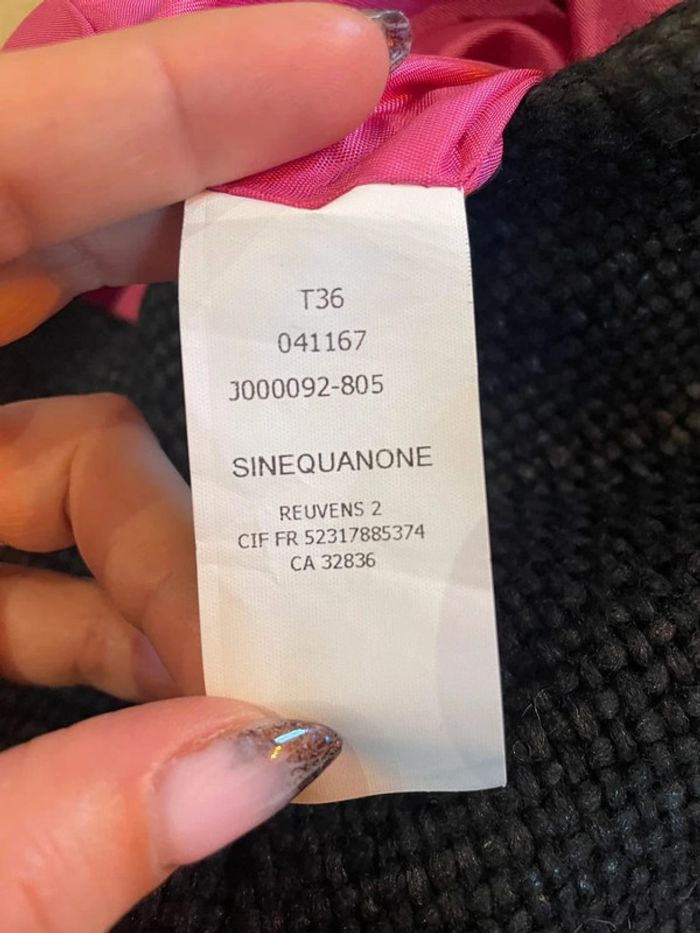 T36
041167
J000092-805
SINEQUANONE
REUVENS 2
CIF FR 52317885374
CA 32836